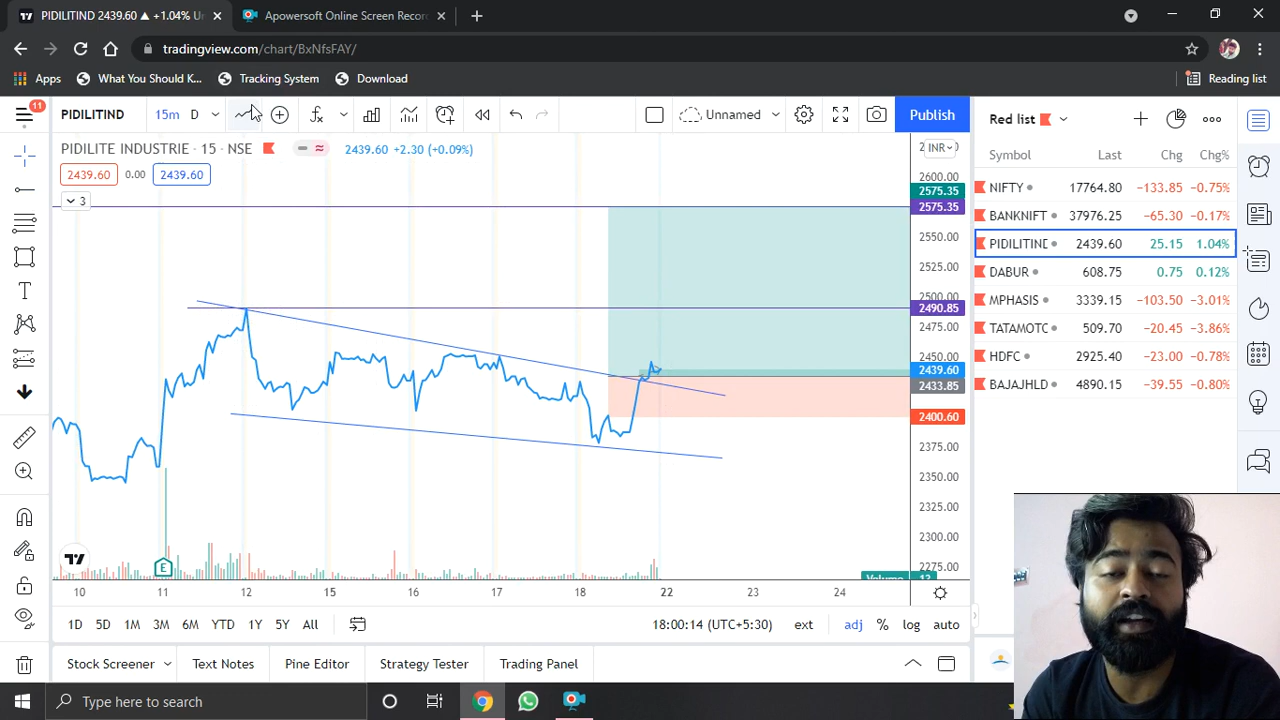 PIDILITIND 2439.60 ▲ +1.04% Un
Apowersoft Online Screen Recor
tradingview.com/chart/BxNfsFAY/
Apps
What You Should K...
Tracking System
Download
Reading list
11
PIDILITIND
15m
D
Unnamed
Publish
Red list
PIDILITE INDUSTRIE · 15 · NSE
2439.60 +2.30 (+0.09%)
INR
2439.60
0.00
2439.60
3
Symbol Last Chg Chg%
NIFTY 17764.80 −133.85 −0.75%
BANKNIFT 37976.25 −65.30 −0.17%
PIDILITINE 2439.60 25.15 1.04%
DABUR 608.75 0.75 0.12%
MPHASIS 3339.15 −103.50 −3.01%
TATAMOTC 509.70 −20.45 −3.86%
HDFC 2925.40 −23.00 −0.78%
BAJAJHLD 4890.15 −39.55 −0.80%
2600.00
2575.35
2575.35
2550.00
2525.00
2500.00
2490.85
2475.00
2450.00
2439.60
2433.85
2400.60
2375.00
2350.00
2325.00
2300.00
2275.00
E
10 11 12 15 16 17 18 22 23 24
1D 5D 1M 3M 6M YTD 1Y 5Y All
18:00:14 (UTC+5:30) ext adj % log auto
Stock Screener
Text Notes
Pine Editor
Strategy Tester
Trading Panel
Type here to search